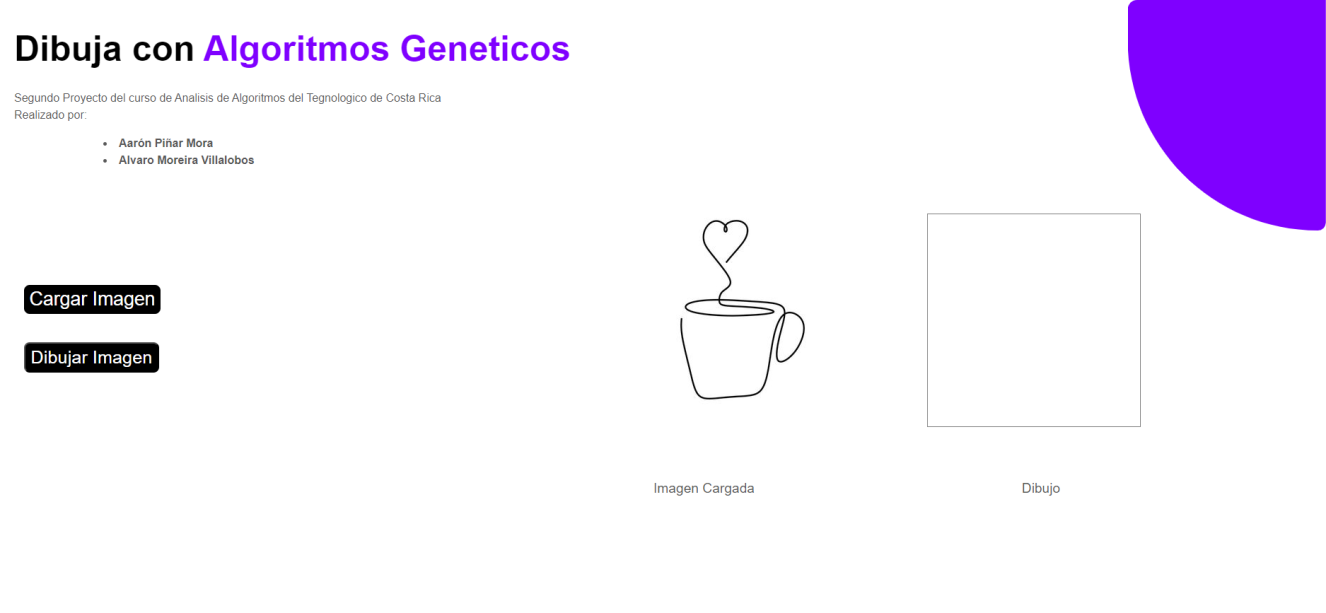 Dibuja con Algoritmos Geneticos
Segundo Proyecto del curso de Analisis de Algoritmos del Tegnologico de Costa Rica
Realizado por:
Aarón Piñar Mora
Alvaro Moreira Villalobos
Cargar Imagen
Dibujar Imagen
Imagen Cargada
Dibujo